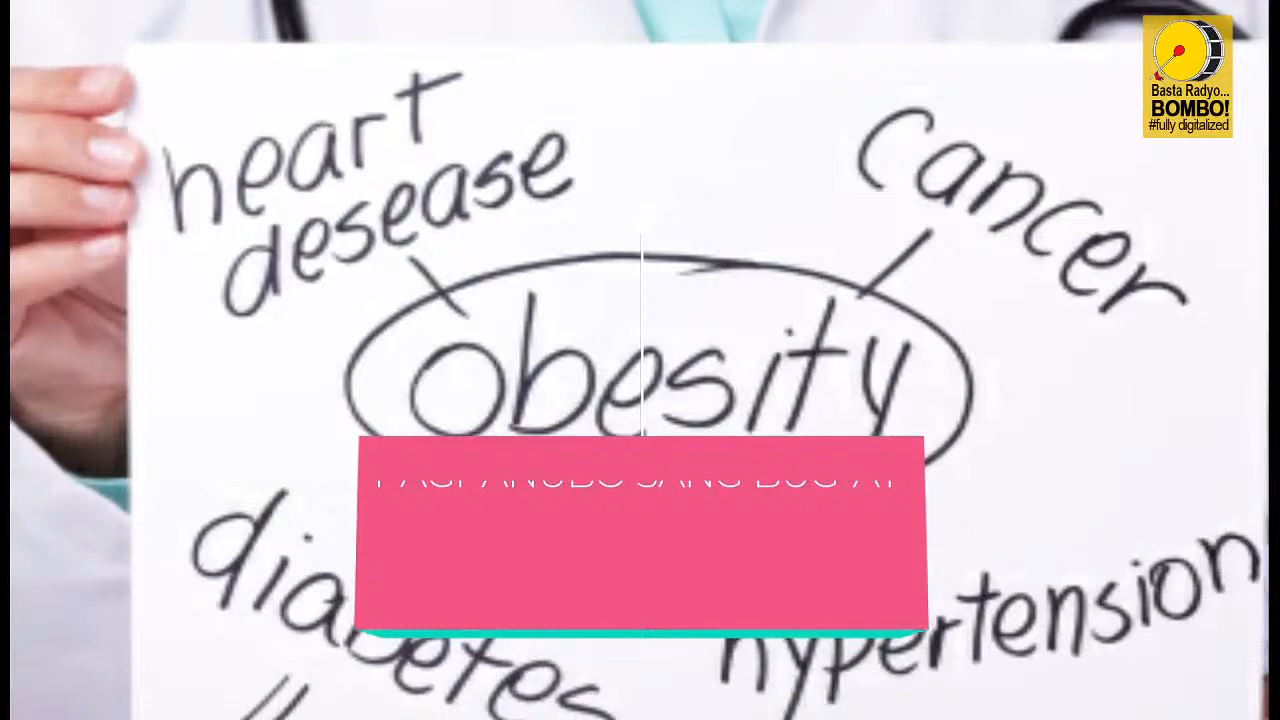 Basta Radyo...
BOMBO!
#fully digitalized
heart
desease
cancer
obesity
diabetes
hypertension